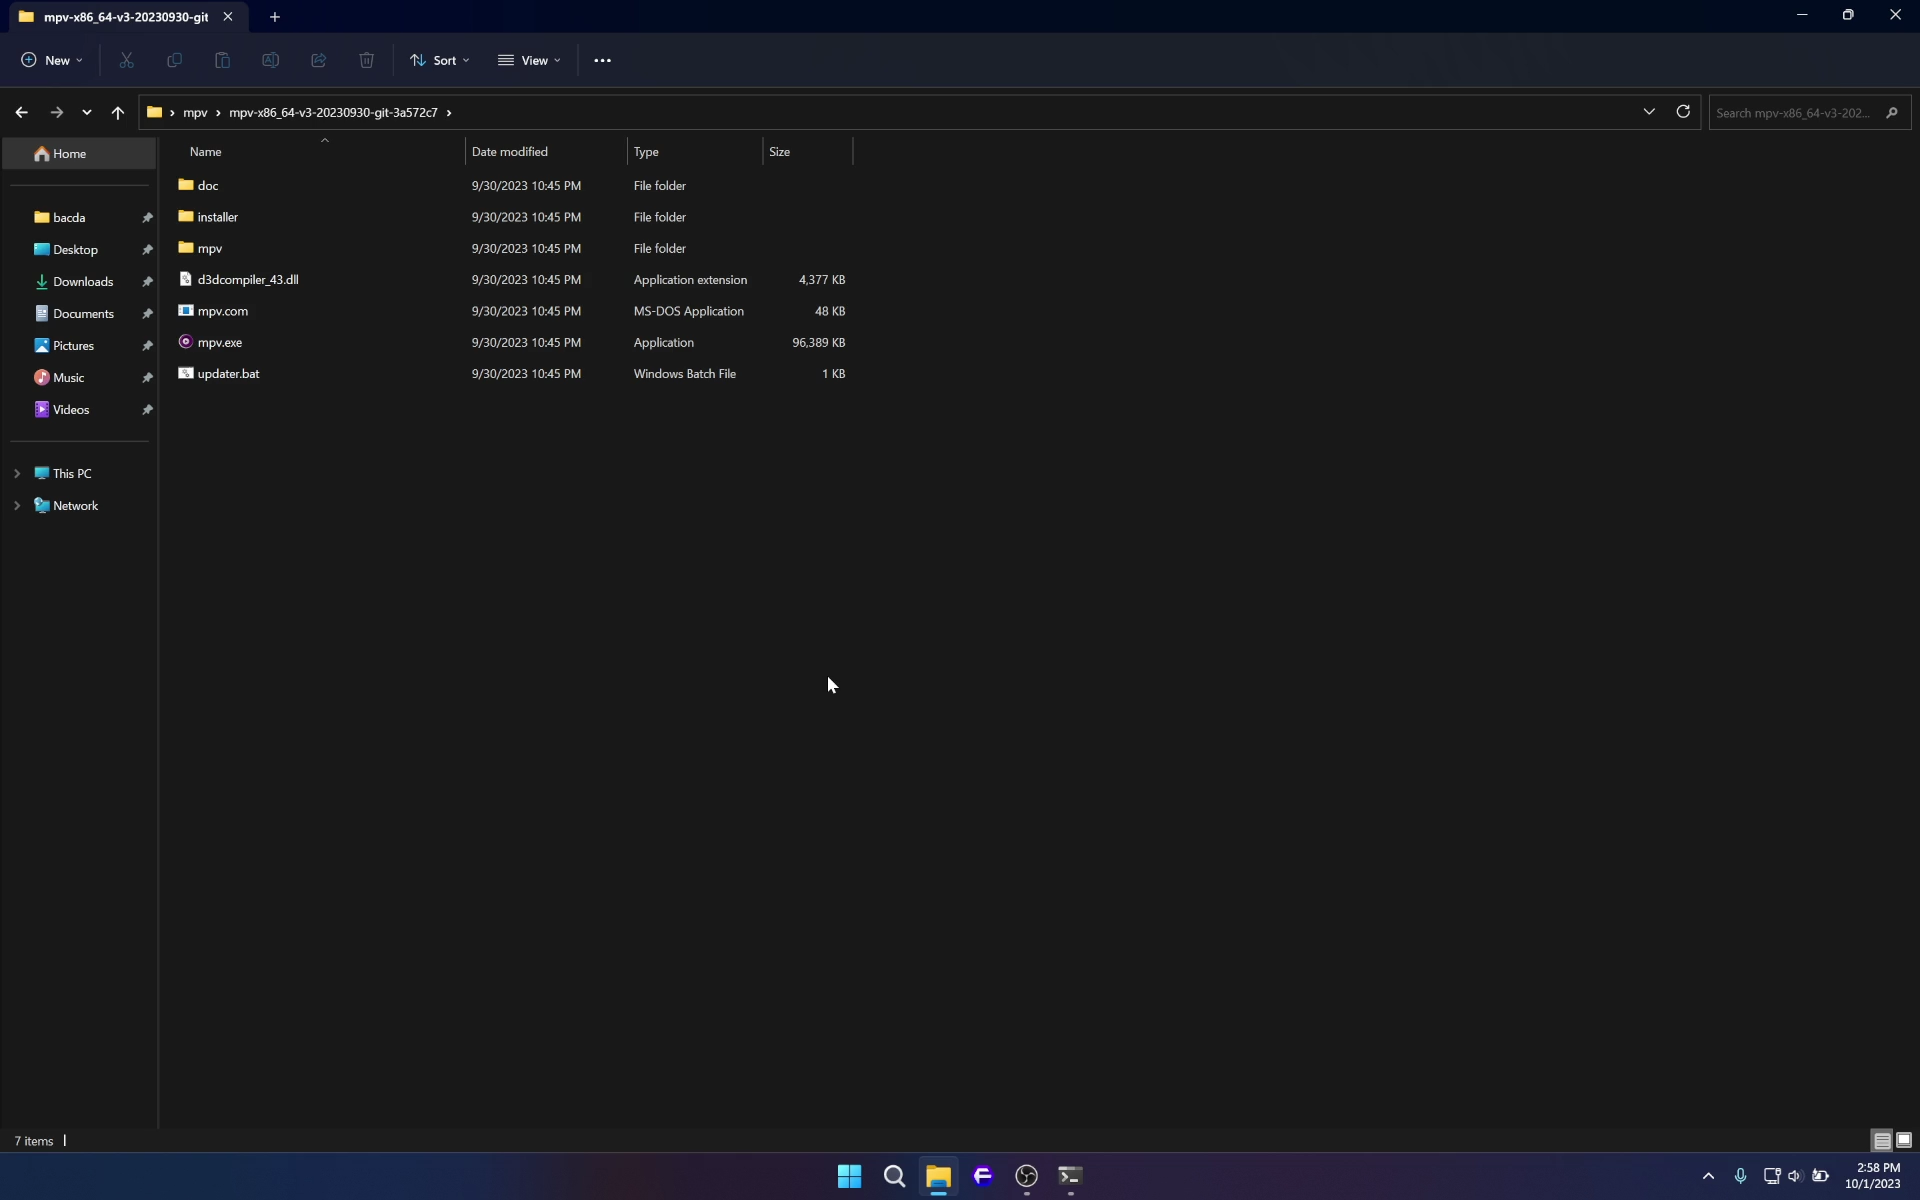 mpv-x86_64-v3-20230930-git
New
Sort
View
mpv > mpv-x86_64-v3-20230930-git-3a572c7 >
Search mpv-x86_64-v3-202...
Home
Name Date modified Type Size
doc 9/30/2023 10:45 PM File folder
installer 9/30/2023 10:45 PM File folder
mpv 9/30/2023 10:45 PM File folder
d3dcompiler_43.dll 9/30/2023 10:45 PM Application extension 4,377 KB
mpv.com 9/30/2023 10:45 PM MS-DOS Application 48 KB
mpv.exe 9/30/2023 10:45 PM Application 96,389 KB
updater.bat 9/30/2023 10:45 PM Windows Batch File 1 KB
bacda
Desktop
Downloads
Documents
Pictures
Music
Videos
This PC
Network
7 items
2:58 PM
10/1/2023